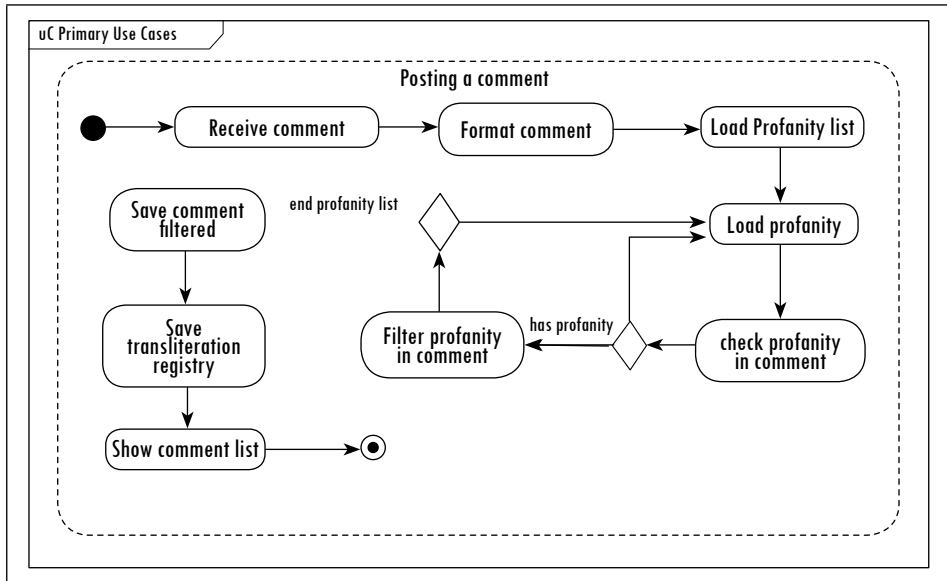 uC Primary Use Cases
Posting a comment
Receive comment
Format comment
Load Profanity list
Save comment
filtered
end profanity list
Load profanity
Save
transliteration
registry
Filter profanity
in comment
has profanity
check profanity
in comment
Show comment list